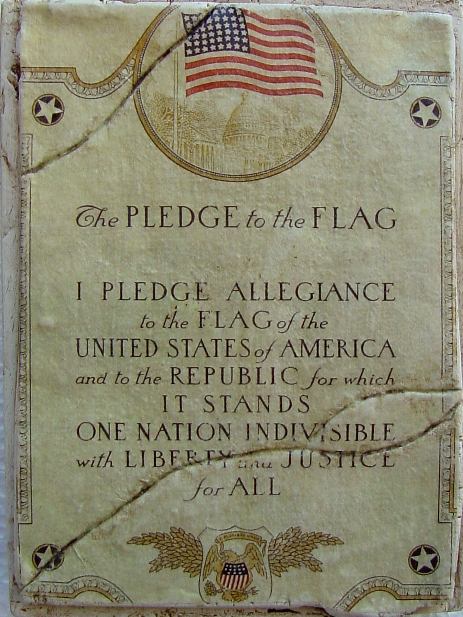 The PLEDGE to the FLAG
I PLEDGE ALLEGIANCE
to the FLAG of the
UNITED STATES of AMERICA
and to the REPUBLIC for which
IT STANDS
ONE NATION INDIVISIBLE
with LIBERTY and JUSTICE
for ALL